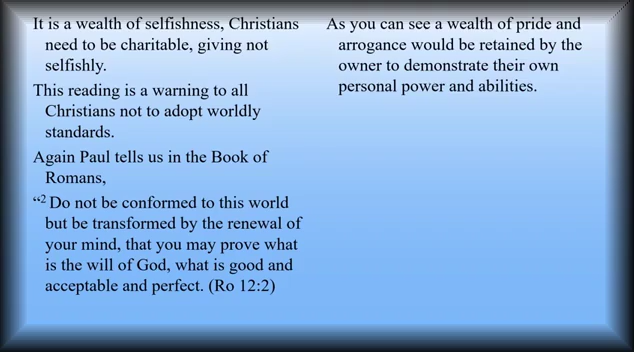 It is a wealth of selfishness, Christians
need to be charitable, giving not
selfishly.
This reading is a warning to all
Christians not to adopt worldly
standards.
Again Paul tells us in the Book of
Romans,
“2 Do not be conformed to this world
but be transformed by the renewal of
your mind, that you may prove what
is the will of God, what is good and
acceptable and perfect. (Ro 12:2)
As you can see a wealth of pride and
arrogance would be retained by the
owner to demonstrate their own
personal power and abilities.